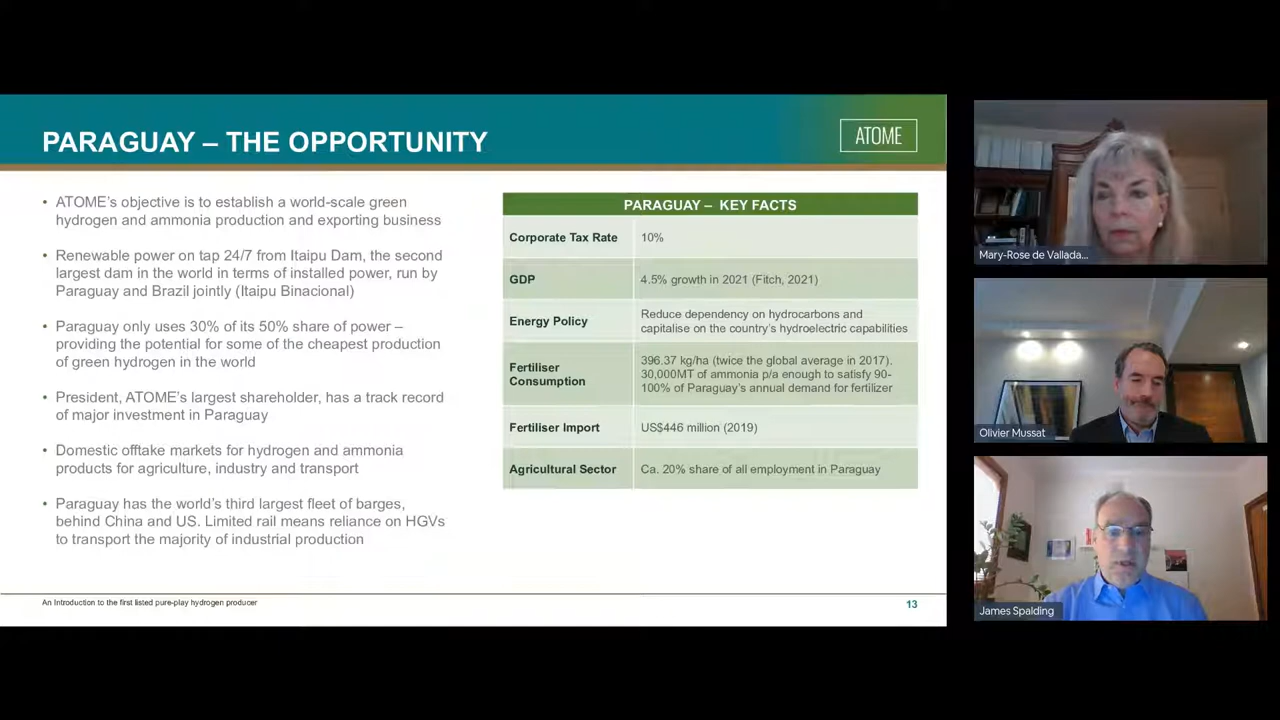 PARAGUAY – THE OPPORTUNITY
ATOME
• ATOME's objective is to establish a world-scale green
hydrogen and ammonia production and exporting business
• Renewable power on tap 24/7 from Itaipu Dam, the second
largest dam in the world in terms of installed power, run by
Paraguay and Brazil jointly (Itaipu Binacional)
• Paraguay only uses 30% of its 50% share of power –
providing the potential for some of the cheapest production
of green hydrogen in the world
• President, ATOME's largest shareholder, has a track record
of major investment in Paraguay
• Domestic offtake markets for hydrogen and ammonia
products for agriculture, industry and transport
• Paraguay has the world's third largest fleet of barges,
behind China and US. Limited rail means reliance on HGVs
to transport the majority of industrial production
PARAGUAY – KEY FACTS
Corporate Tax Rate 10%
GDP 4.5% growth in 2021 (Fitch, 2021)
Energy Policy
Reduce dependency on hydrocarbons and
capitalise on the country's hydroelectric capabilities
Fertiliser
Consumption
396.37 kg/ha (twice the global average in 2017).
30,000MT of ammonia p/a enough to satisfy 90-
100% of Paraguay's annual demand for fertilizer
Fertiliser Import US$446 million (2019)
Agricultural Sector Ca. 20% share of all employment in Paraguay
An Introduction to the first listed pure-play hydrogen producer
13
Mary-Rose de Vallada...
Olivier Mussat
James Spalding